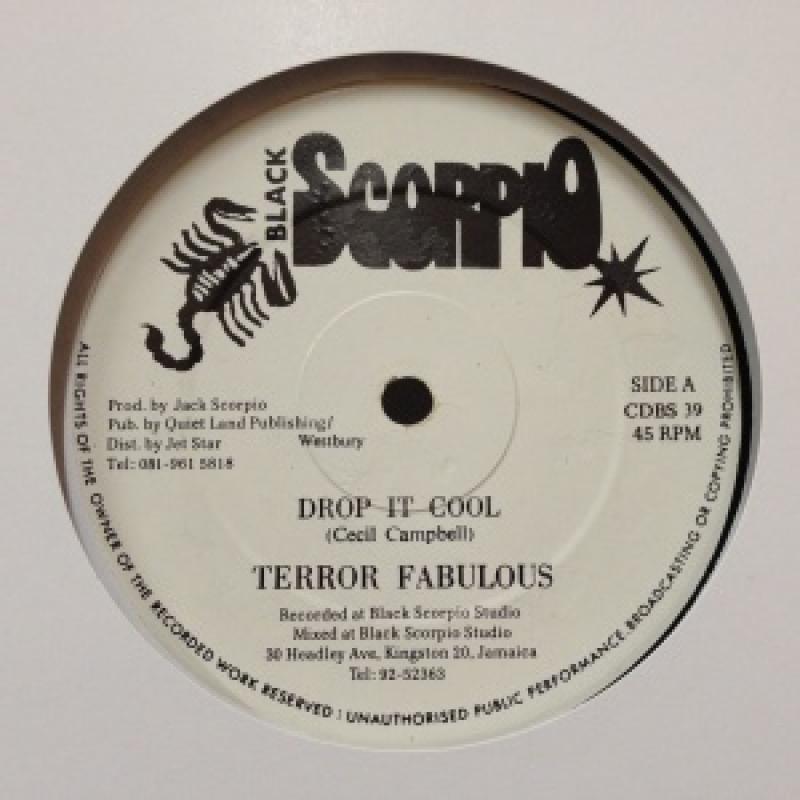 BLACK
SCORPIO
SIDE A
CDBS 39
45 RPM
Prod. by Jack Scorpio
Pub. by Quiet Land Publishing/
Westbury
Dist. by Jet Star
Tel: 081-961 5818
DROP IT COOL
(Cecil Campbell)
TERROR FABULOUS
Recorded at Black Scorpio Studio
Mixed at Black Scorpio Studio
30 Headley Ave, Kingston 20, Jamaica
Tel: 92-52363
ALL RIGHTS OF THE OWNER OF THE RECORDED WORK RESERVED : UNAUTHORISED PUBLIC PERFORMANCE. BROADCASTING OR COPYING PROHIBITED